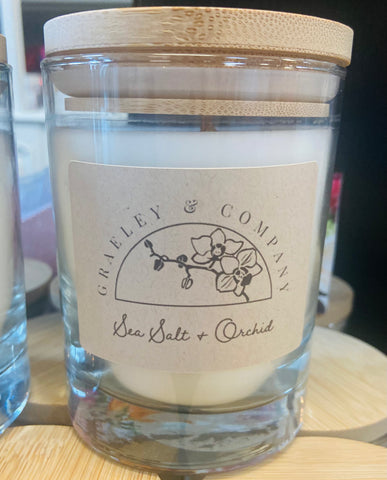 GRAELEY & COMPANY
Sea Salt + Orchid